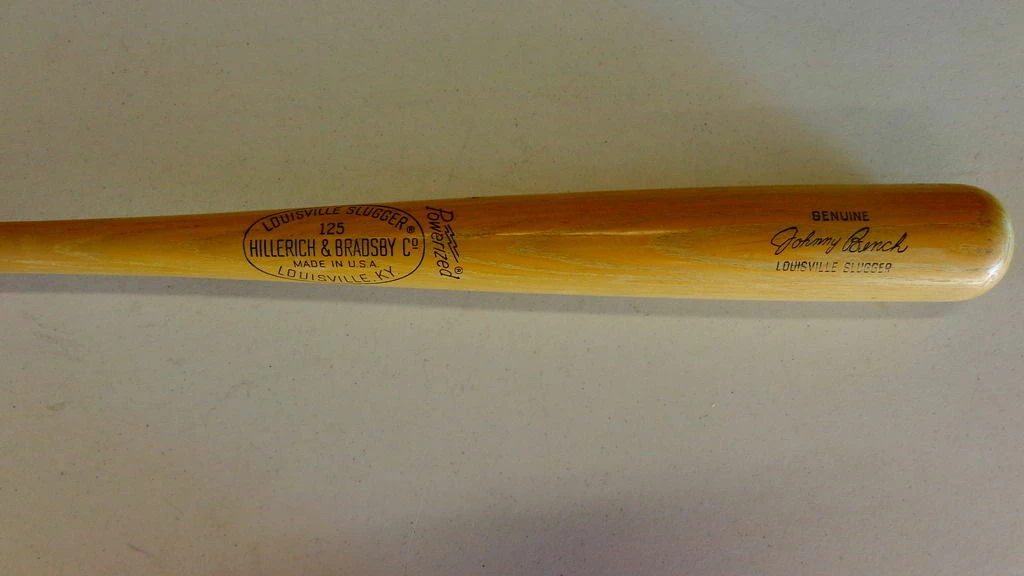 LOUISVILLE SLUGGER®
125
HILLERICH & BRADSBY Cº
MADE IN U.S.A
LOUISVILLE, KY.
Powerized®
GENUINE
Johnny Bench
LOUISVILLE SLUGGER